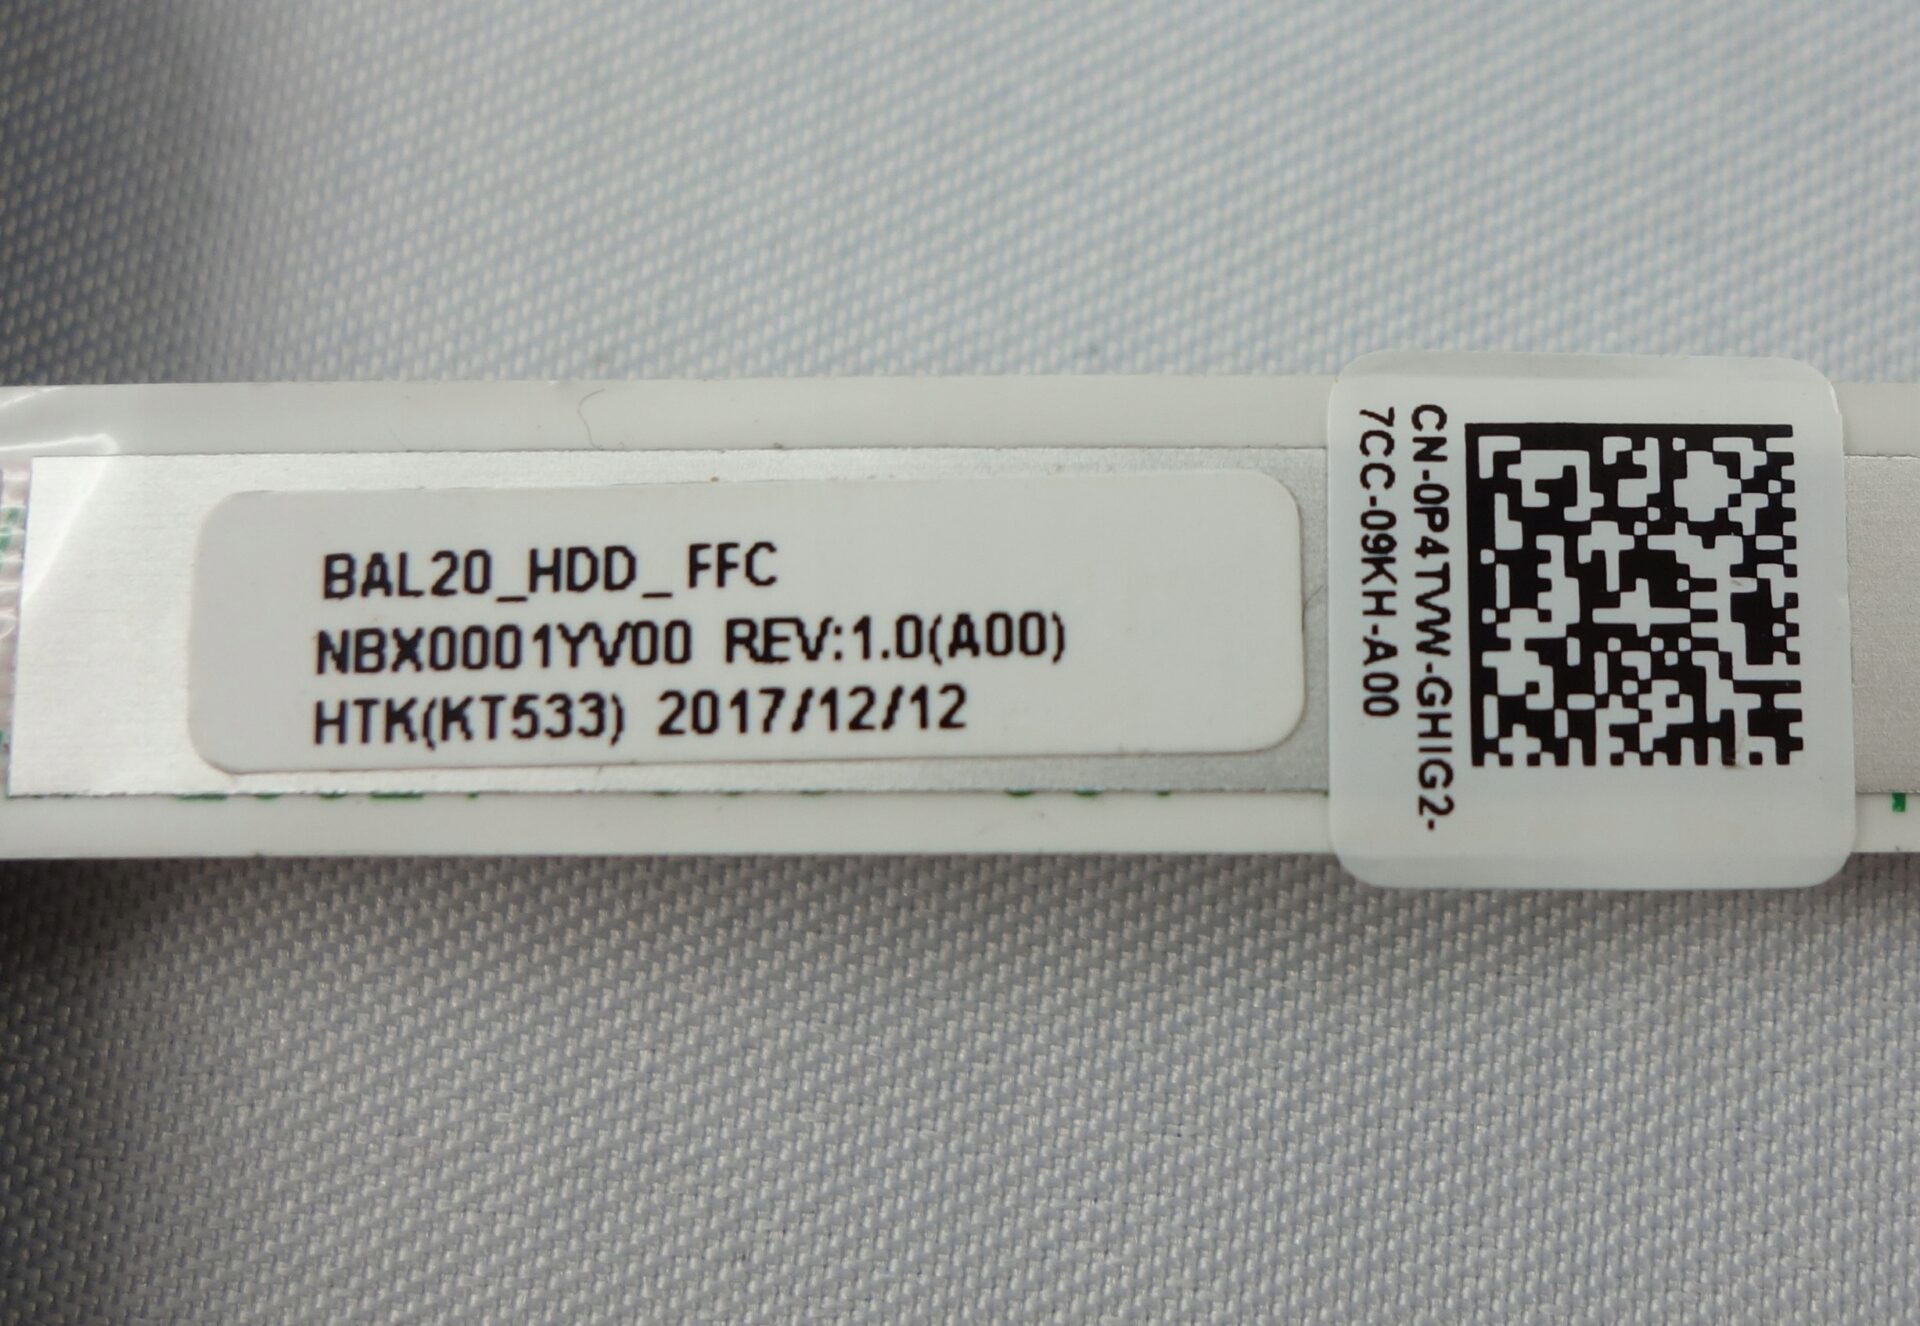 BAL20_HDD_FFC
NBX0001YV00 REV:1.0(A00)
HTK(KT533) 2017/12/12
CN-0P4TVW-GHIG2-
7CC-09KH-A00